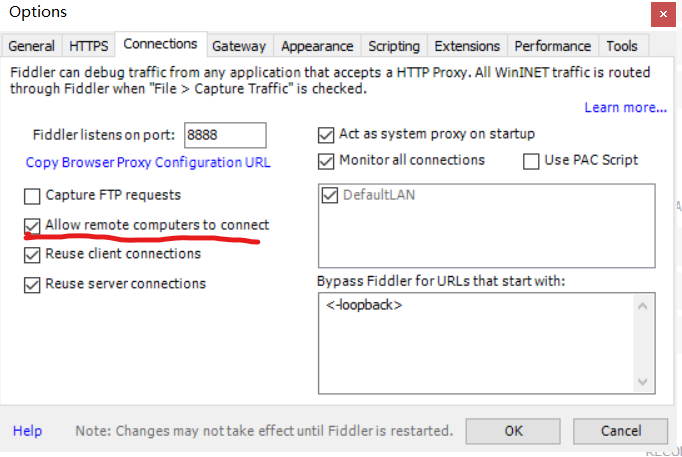 Options
General HTTPS Connections Gateway Appearance Scripting Extensions Performance Tools
Fiddler can debug traffic from any application that accepts a HTTP Proxy. All WinINET traffic is routed
through Fiddler when "File > Capture Traffic" is checked.
Learn more...
Fiddler listens on port: 8888
Copy Browser Proxy Configuration URL
Capture FTP requests
Allow remote computers to connect
Reuse client connections
Reuse server connections
Act as system proxy on startup
Monitor all connections Use PAC Script
DefaultLAN
Bypass Fiddler for URLs that start with:
<-loopback>
Help Note: Changes may not take effect until Fiddler is restarted. OK Cancel